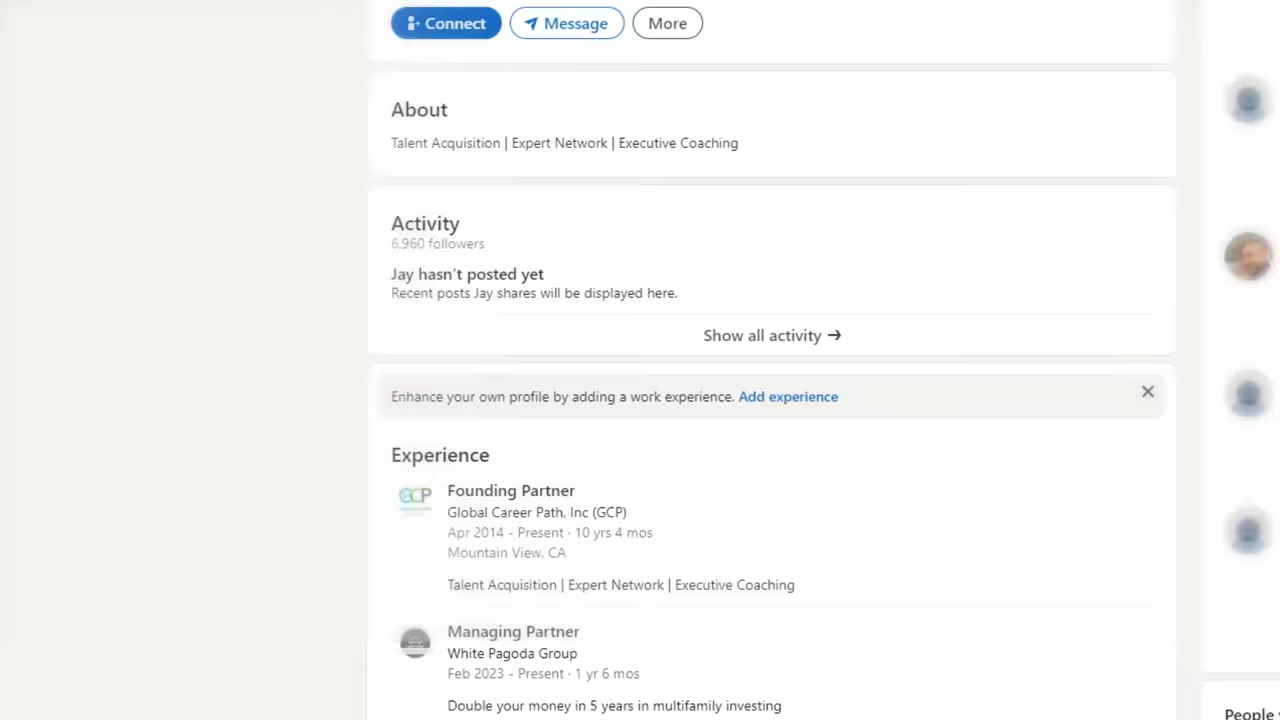 Connect
Message
More
About
Talent Acquisition | Expert Network | Executive Coaching
Activity
6,960 followers
Jay hasn't posted yet
Recent posts Jay shares will be displayed here.
Show all activity →
Enhance your own profile by adding a work experience. Add experience
Experience
GCP
Founding Partner
Global Career Path, Inc (GCP)
Apr 2014 - Present · 10 yrs 4 mos
Mountain View, CA
Talent Acquisition | Expert Network | Executive Coaching
Managing Partner
White Pagoda Group
Feb 2023 - Present · 1 yr 6 mos
Double your money in 5 years in multifamily investing
People